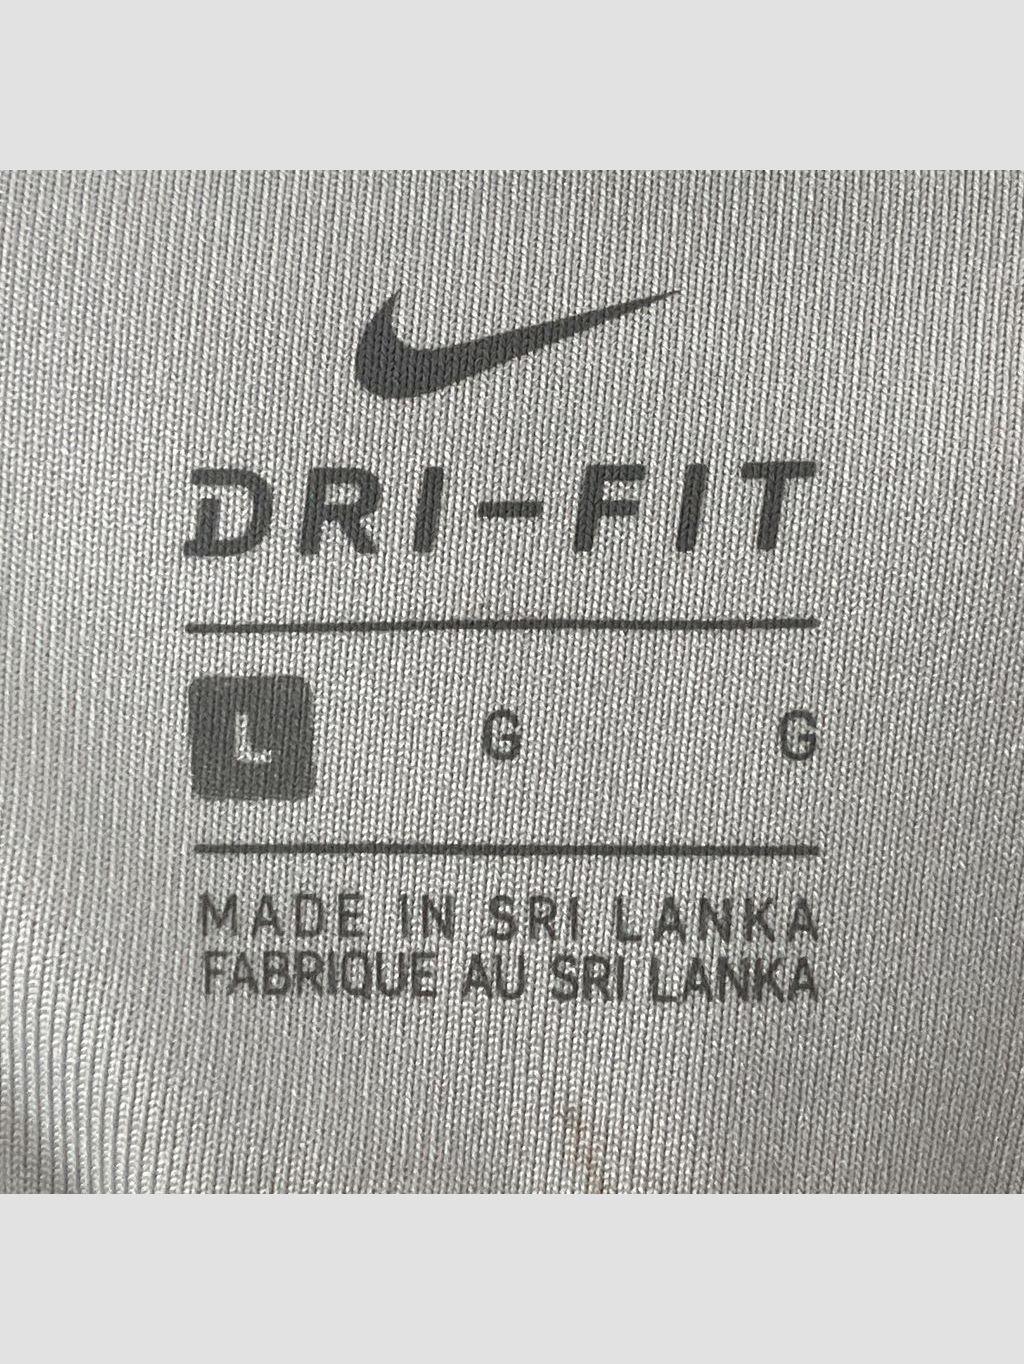 DRI-FIT
L G G
MADE IN SRI LANKA
FABRIQUE AU SRI LANKA